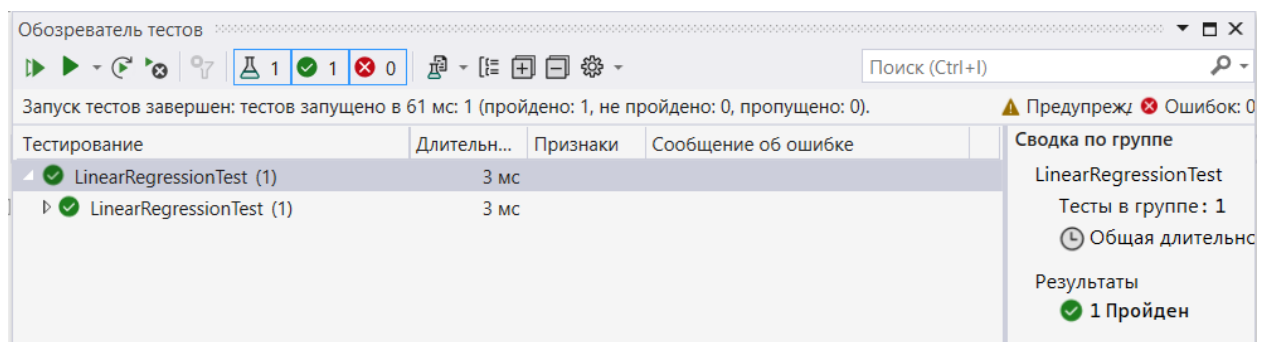 Обозреватель тестов
1 1 0 Поиск (Ctrl+I)
Запуск тестов завершен: тестов запущено в 61 мс: 1 (пройдено: 1, не пройдено: 0, пропущено: 0). Предупреж Ошибок: 0
Тестирование Длительн... Признаки Сообщение об ошибке
LinearRegressionTest (1) 3 мс
LinearRegressionTest (1) 3 мс
Сводка по группе
LinearRegressionTest
Тесты в группе: 1
Общая длительно
Результаты
1 Пройден